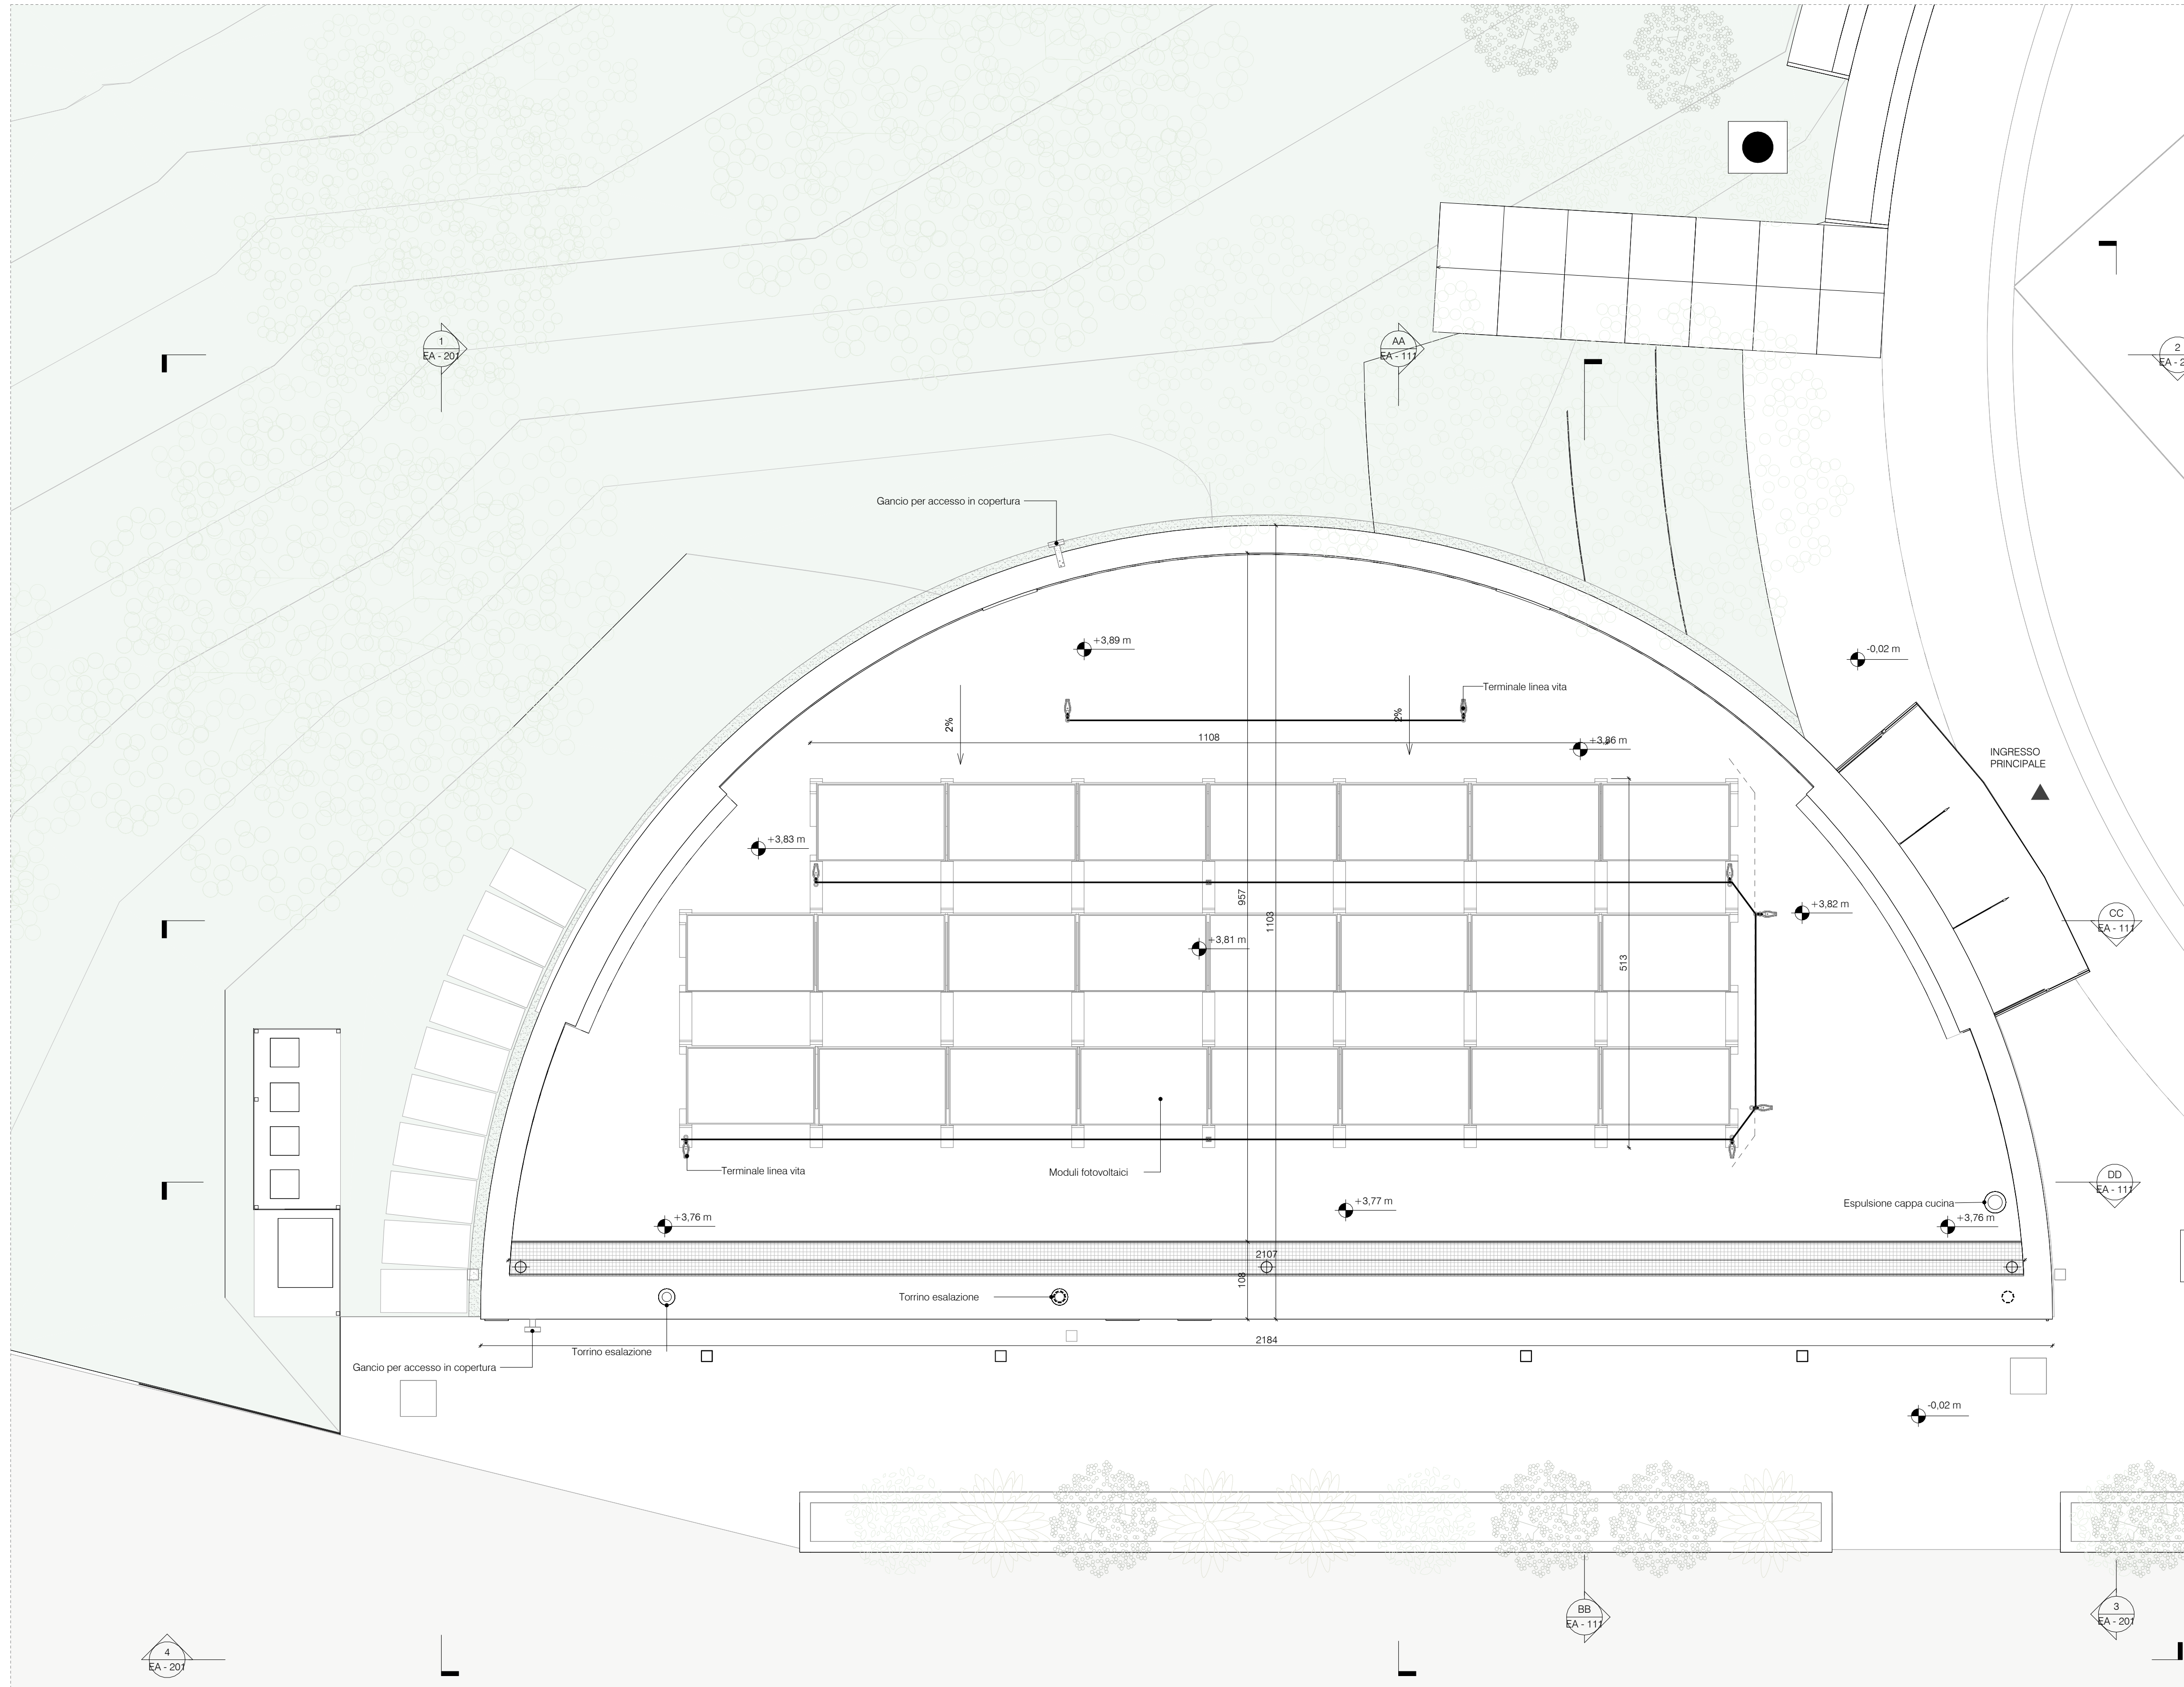 1
EA - 201
AA
EA - 111
2
Gancio per accesso in copertura
+3,89 m
-0,02 m
Terminale linea vita
2%
2%
1108
+3,86 m
INGRESSO
PRINCIPALE
+3,83 m
957
1103
+3,82 m
CC
EA - 111
+3,81 m
513
Terminale linea vita
Moduli fotovoltaici
DD
EA - 111
Espulsione cappa cucina
+3,77 m
+3,76 m
+3,76 m
2107
108
Torrino esalazione
2184
Torrino esalazione
Gancio per accesso in copertura
-0,02 m
BB
EA - 111
3
EA - 201
4
EA - 201